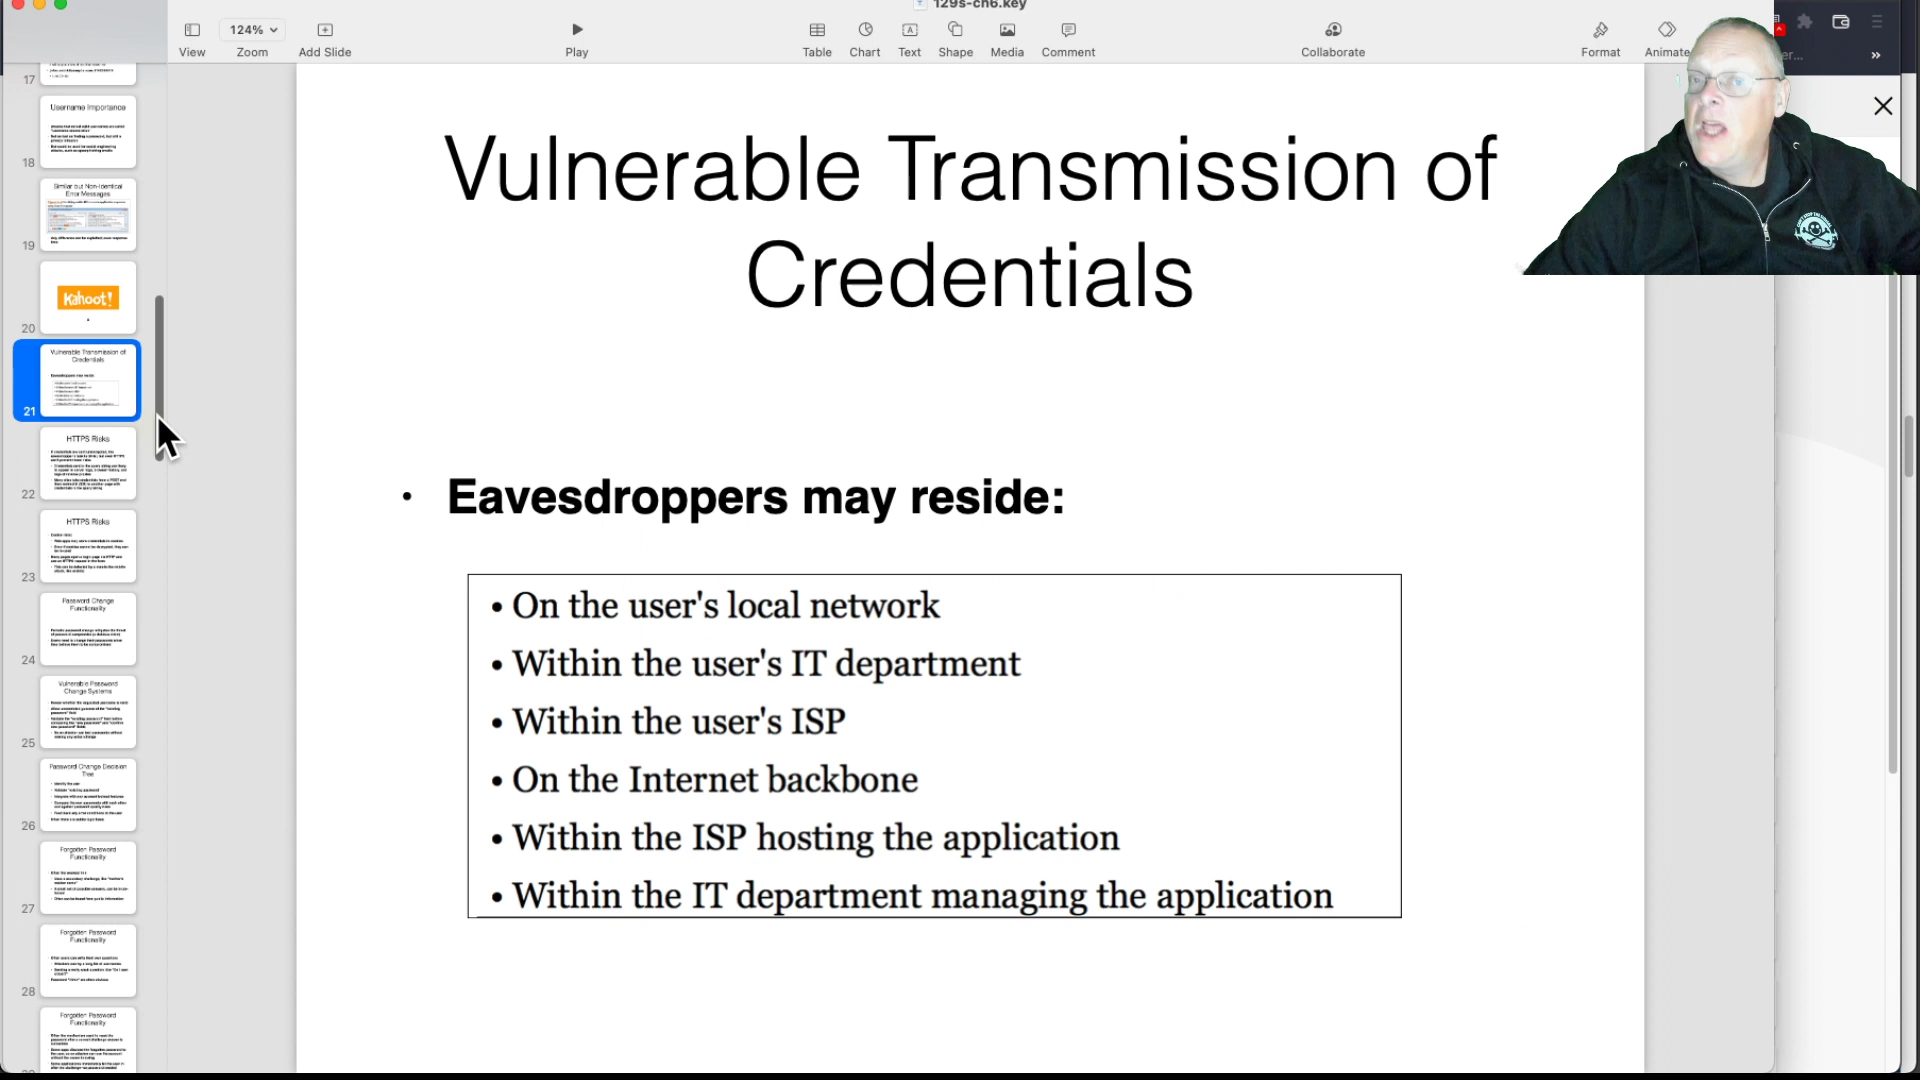 129s-ch6.key
124%
View
Zoom
Add Slide
Play
Table
Chart
Text
Shape
Media
Comment
Collaborate
Format
Animate
17
Username Importance
18
Similar but Non-Identical
Error Messages
19
Kahoot!
20
Vulnerable Transmission of
Credentials
Eavesdroppers may reside:
21
HTTPS Risks
22
HTTPS Risks
23
Password Change
Functionality
24
Vulnerable Password
Change Systems
25
Password Change Decision
Tree
26
Forgotten Password
Functionality
27
Forgotten Password
Functionality
28
Forgotten Password
Functionality
Vulnerable Transmission of
Credentials
• Eavesdroppers may reside:
• On the user's local network
• Within the user's IT department
• Within the user's ISP
• On the Internet backbone
• Within the ISP hosting the application
• Within the IT department managing the application